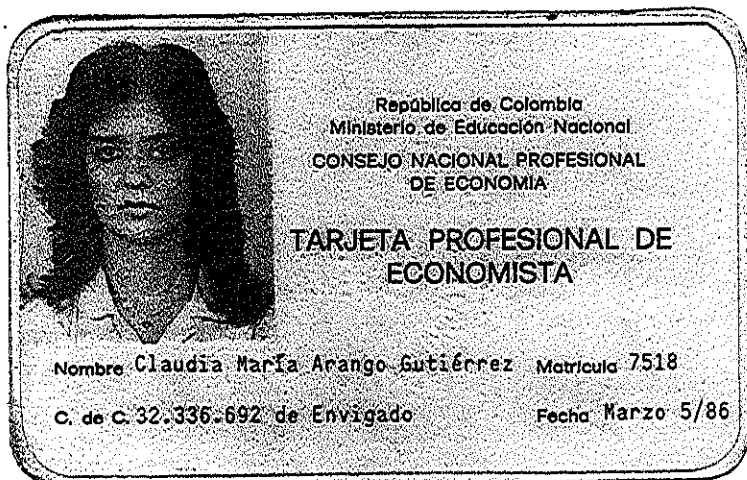 República de Colombia
Ministerio de Educación Nacional
CONSEJO NACIONAL PROFESIONAL
DE ECONOMIA
TARJETA PROFESIONAL DE
ECONOMISTA
Nombre Claudia María Arango Gutiérrez Matricula 7518
C. de C. 32.336.692 de Envigado Fecha Marzo 5/86